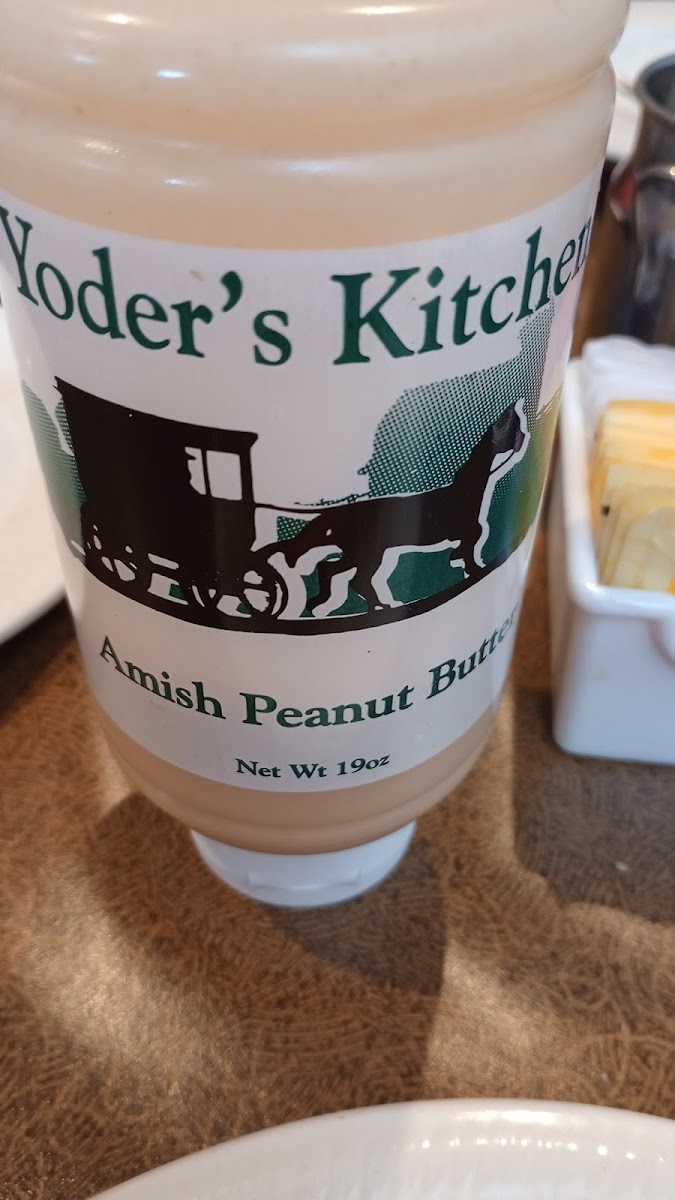 Yoder's Kitchen
Amish Peanut Butter
Net Wt 19oz